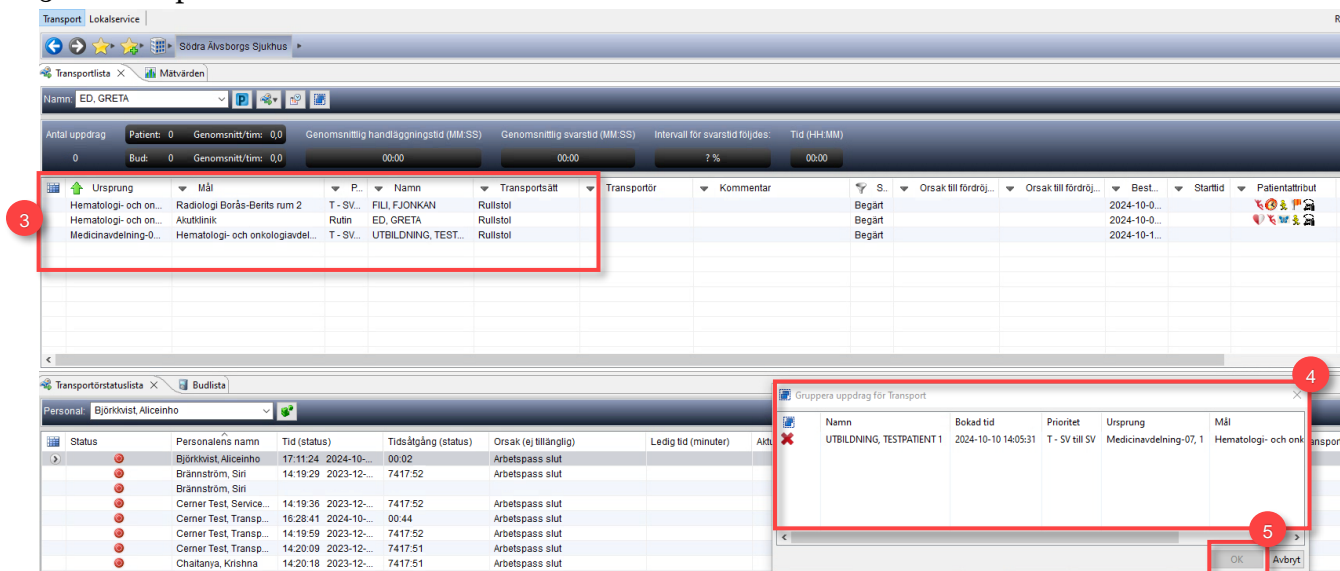 Transport Lokalservice R
Södra Älvsborgs Sjukhus
Transportlista Mätvärden
Namn: ED, GRETA
Antal uppdrag Patient: 0 Genomsnitt/tim: 0,0 Genomsnittlig handläggningstid (MM:SS) Genomsnittlig svarstid (MM:SS) Intervall för svarstid följdes: Tid (HH:MM)
0 Bud: 0 Genomsnitt/tim: 0,0 00:00 00:00 ? % 00:00
Ursprung Mål P... Namn Transportsätt Transportör Kommentar S.. Orsak till fördröj... Orsak till fördröj... Best... Starttid Patientattribut
Hematologi- och on... Radiologi Borås-Berits rum 2 T - SV... FILI, FJONKAN Rullstol Begärt 2024-10-0...
3
Hematologi- och on... Akutklinik Rutin ED, GRETA Rullstol Begärt 2024-10-0...
Medicinavdelning-0... Hematologi- och onkologiavdel... T - SV... UTBILDNING, TEST... Rullstol Begärt 2024-10-1...
Transportörstatuslista Budlista
4
Gruppera uppdrag för Transport
Personal: Björkkvist, Aliceinho
Namn Bokad tid Prioritet Ursprung Mål
UTBILDNING, TESTPATIENT 1 2024-10-10 14:05:31 T - SV till SV Medicinavdelning-07, 1 Hematologi- och onk
Status Personalens namn Tid (status) Tidsåtgång (status) Orsak (ej tillänglig) Ledig tid (minuter) Aktu anspor
Björkkvist, Aliceinho 17:11:24 2024-10-... 00:02 Arbetspass slut
Brännström, Siri 14:19:29 2023-12-... 7417:52 Arbetspass slut
Brännström, Siri
Cerner Test, Service... 14:19:36 2023-12-... 7417:52 Arbetspass slut
Cerner Test, Transp... 16:28:41 2024-10-... 00:44 Arbetspass slut
Cerner Test, Transp... 14:19:59 2023-12-... 7417:52 Arbetspass slut
Cerner Test, Transp... 14:20:09 2023-12-... 7417:51 Arbetspass slut
Chaitanya, Krishna 14:20:18 2023-12-... 7417:51 Arbetspass slut
5
OK Avbryt